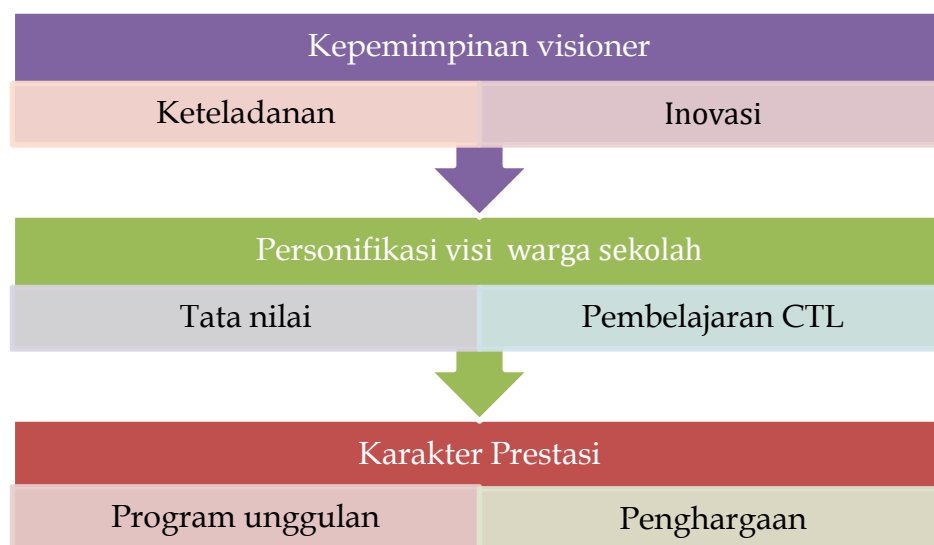 Kepemimpinan visioner
Keteladanan
Inovasi
Personifikasi visi warga sekolah
Tata nilai
Pembelajaran CTL
Karakter Prestasi
Program unggulan
Penghargaan